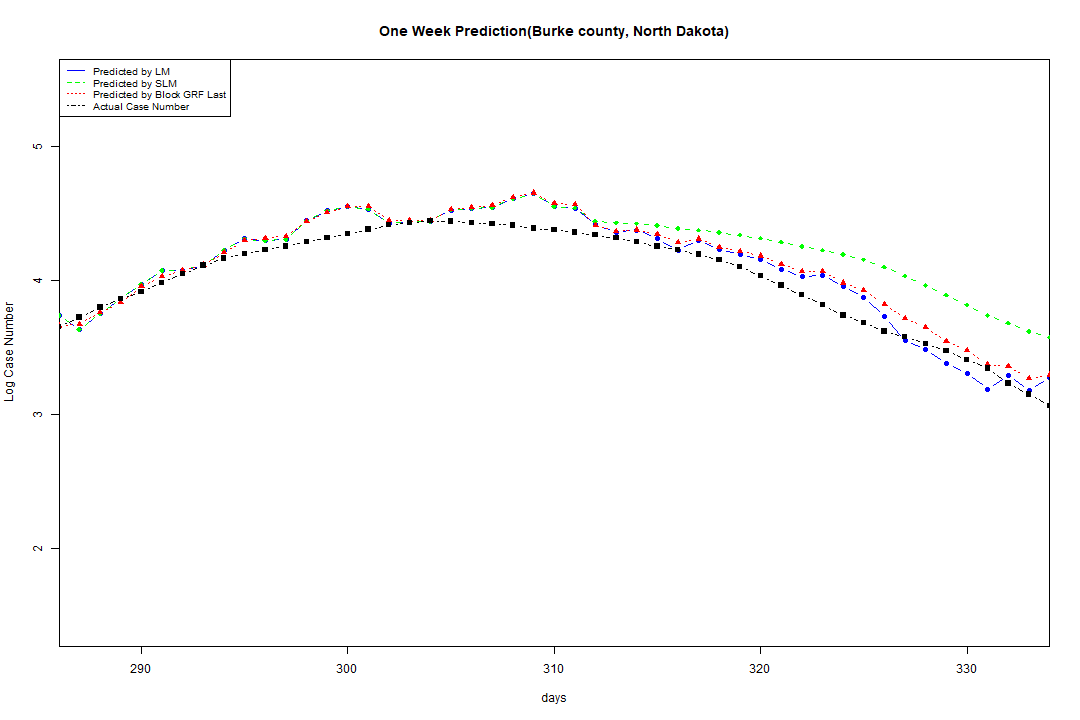 One Week Prediction(Burke county, North Dakota)
Predicted by LM
Predicted by SLM
Predicted by Block GRF Last
Actual Case Number
5
4
3
2
Log Case Number
290 300 310 320 330
days